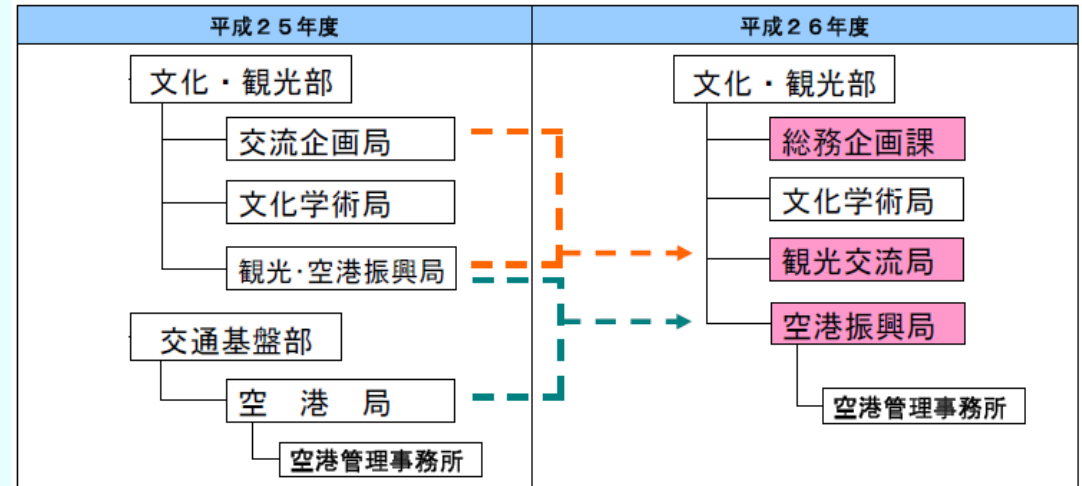 平成２５年度
文化・観光部
交流企画局
文化学術局
観光･空港振興局
交通基盤部
空　港　局
空港管理事務所
平成２６年度
文化・観光部
総務企画課
文化学術局
観光交流局
空港振興局
空港管理事務所